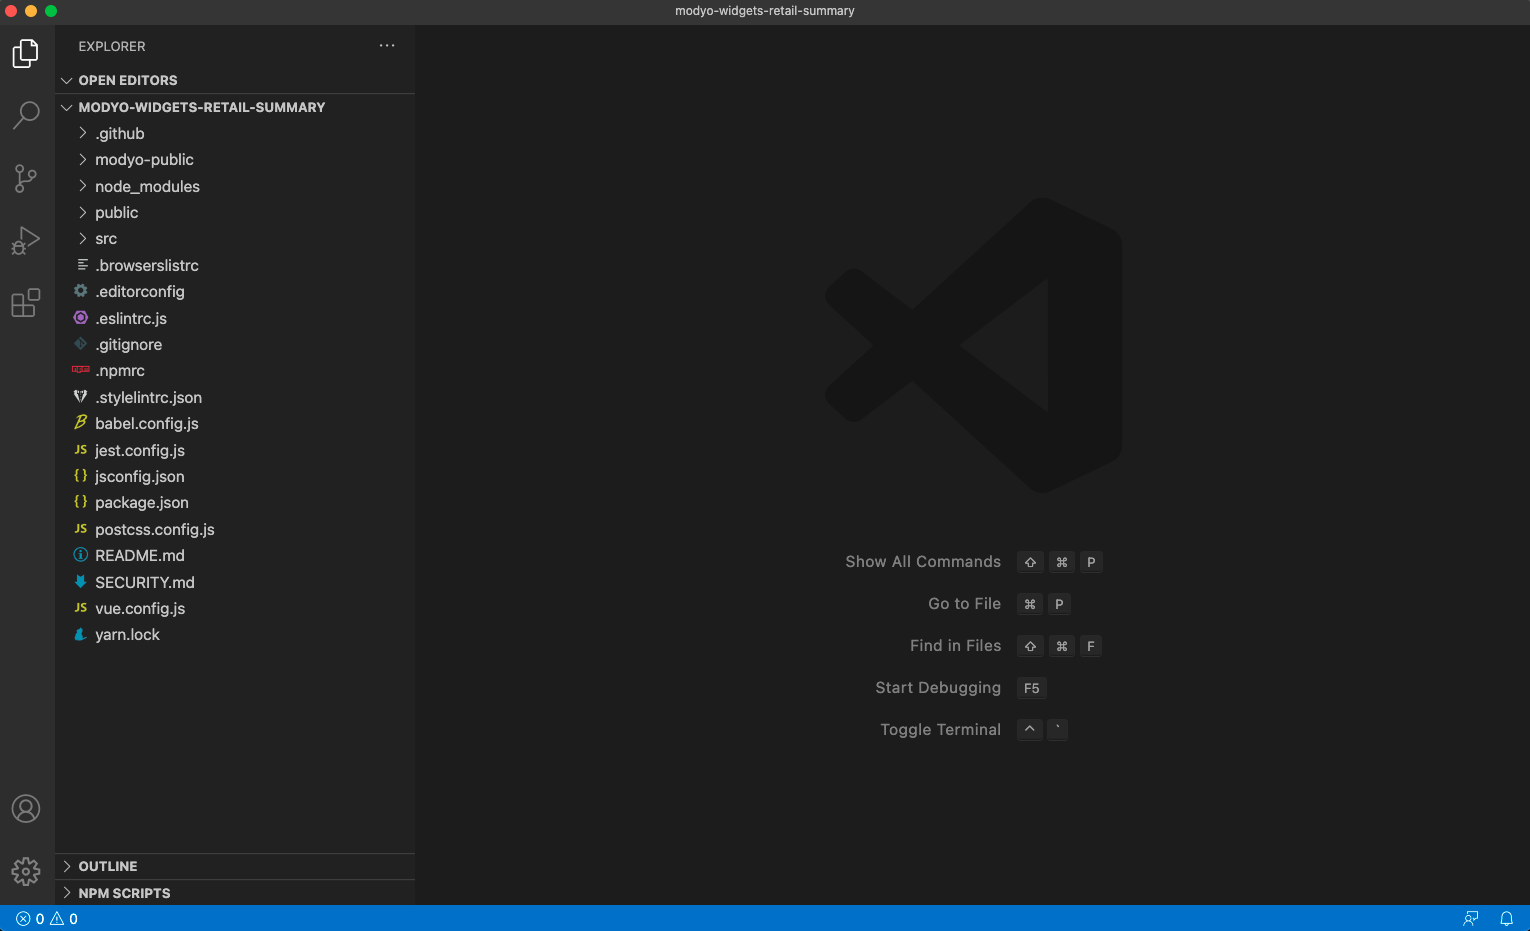 modyo-widgets-retail-summary
EXPLORER
OPEN EDITORS
MODYO-WIDGETS-RETAIL-SUMMARY
.github
modyo-public
node_modules
public
src
.browserslistrc
.editorconfig
.eslintrc.js
.gitignore
.npmrc
.stylelintrc.json
babel.config.js
JS jest.config.js
{} jsconfig.json
{} package.json
JS postcss.config.js
README.md
SECURITY.md
JS vue.config.js
yarn.lock
OUTLINE
NPM SCRIPTS
0 0
Show All Commands ⇧ ⌘ P
Go to File ⌘ P
Find in Files ⇧ ⌘ F
Start Debugging F5
Toggle Terminal ^ `